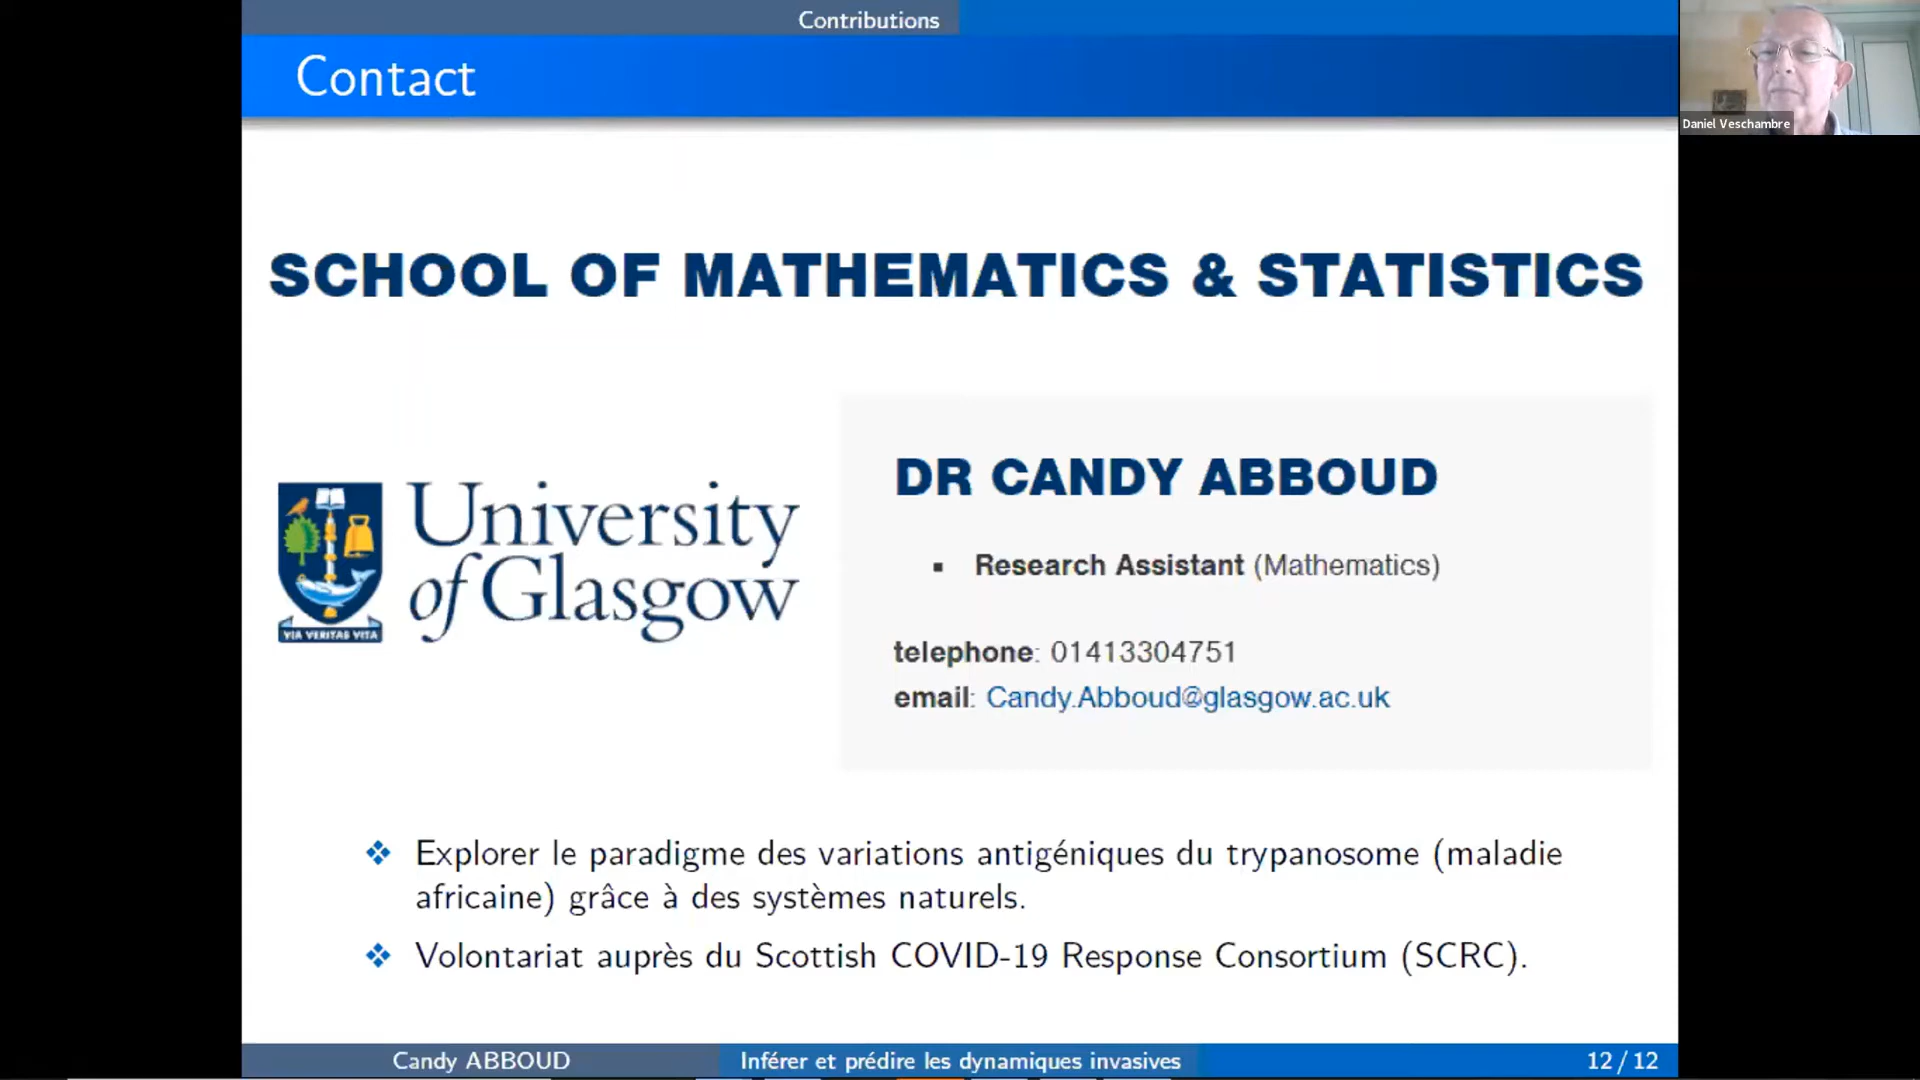 Contributions
Contact
Daniel Veschambre
SCHOOL OF MATHEMATICS & STATISTICS
University
of Glasgow
VIA VERITAS VITA
DR CANDY ABBOUD
▪ Research Assistant (Mathematics)
telephone: 01413304751
email: Candy.Abboud@glasgow.ac.uk
❖ Explorer le paradigme des variations antigéniques du trypanosome (maladie
africaine) grâce à des systèmes naturels.
❖ Volontariat auprès du Scottish COVID-19 Response Consortium (SCRC).
Candy ABBOUD
Inférer et prédire les dynamiques invasives
12 / 12